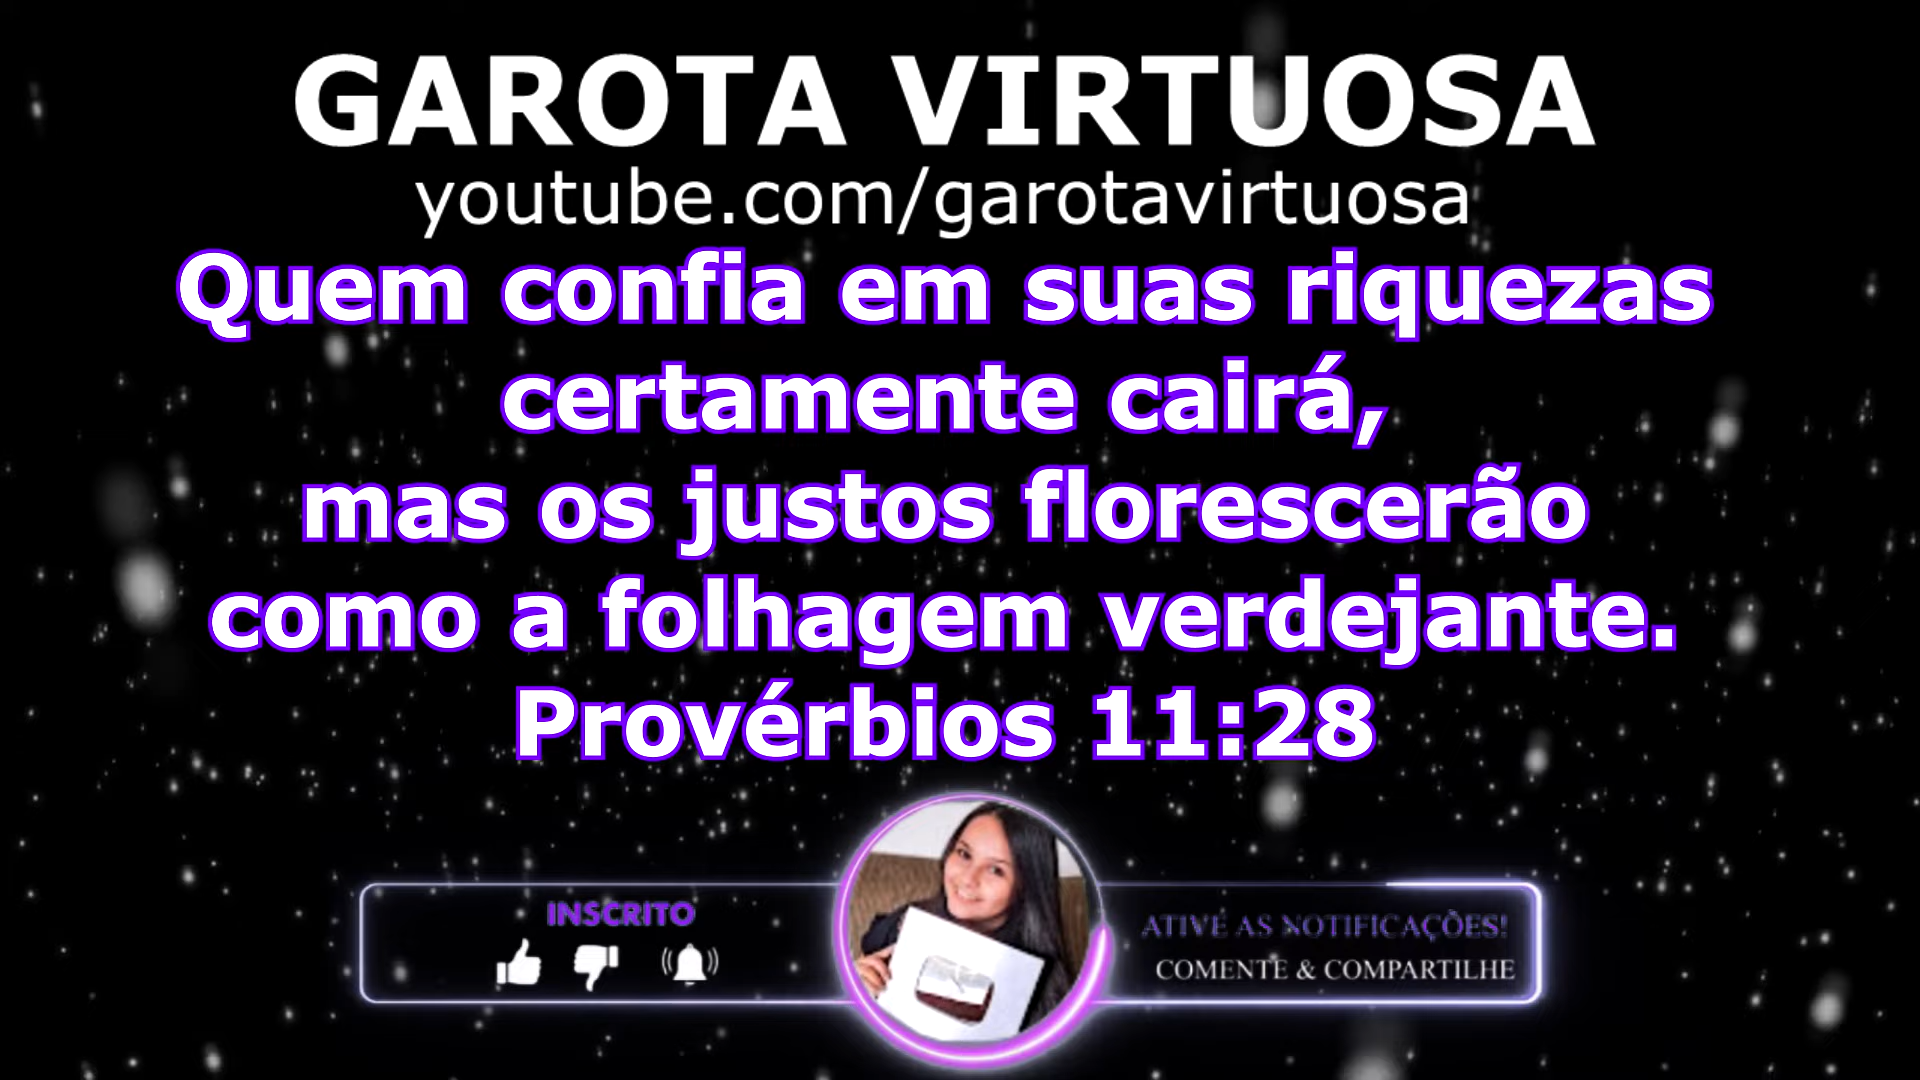 GAROTA VIRTUOSA
youtube.com/garotavirtuosa
Quem confia em suas riquezas
certamente cairá,
mas os justos florescerão
como a folhagem verdejante.
Provérbios 11:28
INSCRITO
ATIVE AS NOTIFICAÇÕES!
COMENTE & COMPARTILHE